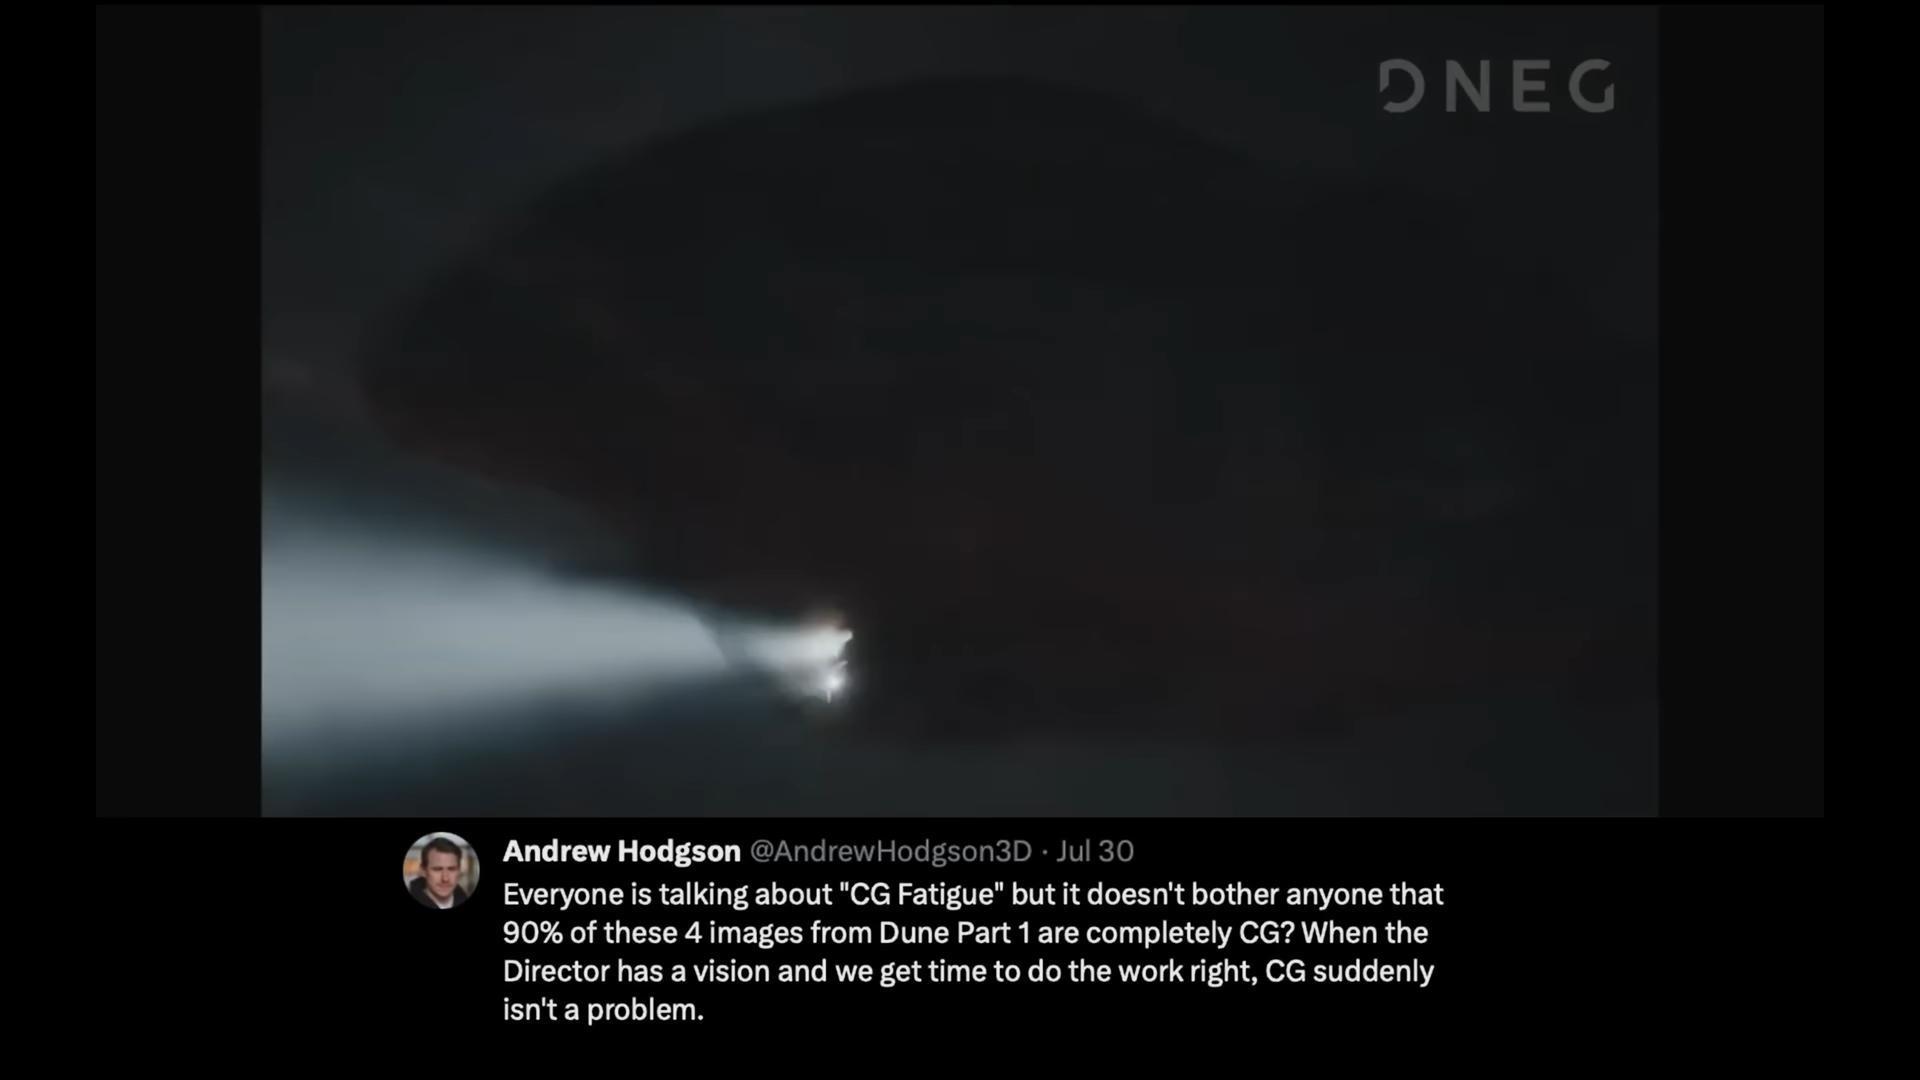 DNEG
Andrew Hodgson @AndrewHodgson3D · Jul 30
Everyone is talking about "CG Fatigue" but it doesn't bother anyone that
90% of these 4 images from Dune Part 1 are completely CG? When the
Director has a vision and we get time to do the work right, CG suddenly
isn't a problem.